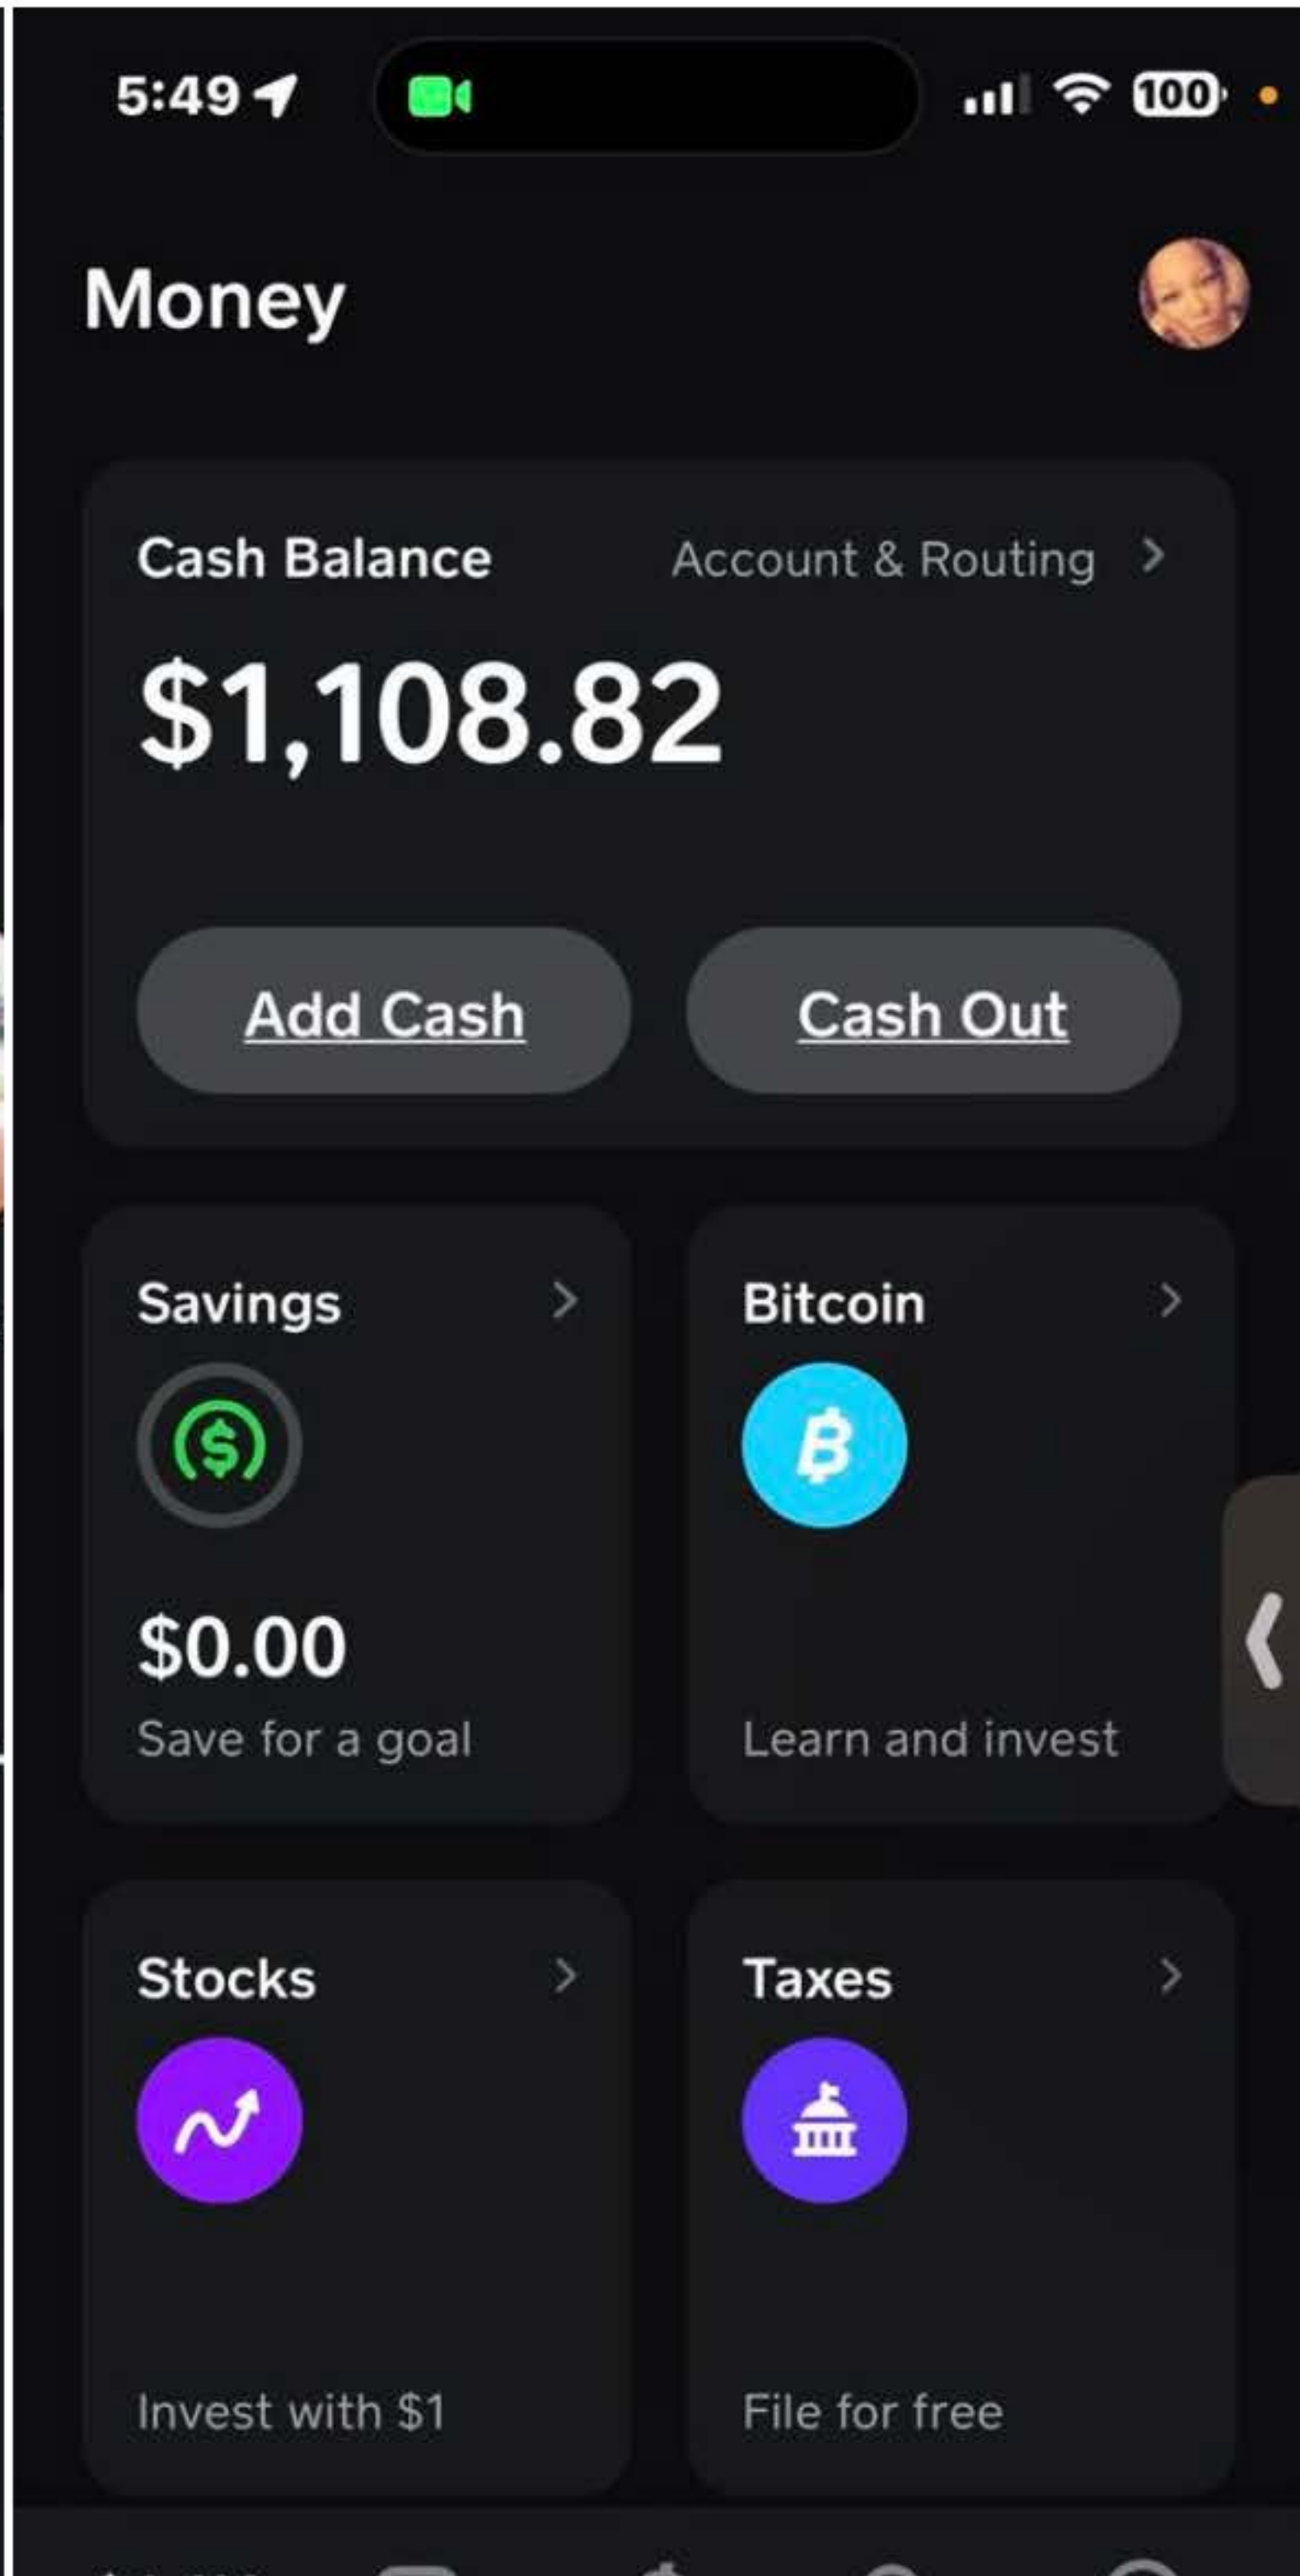 5:49
100
Money
Cash Balance
Account & Routing
$1,108.82
Add Cash
Cash Out
Savings
Bitcoin
$0.00
Save for a goal
Learn and invest
Stocks
Taxes
Invest with $1
File for free